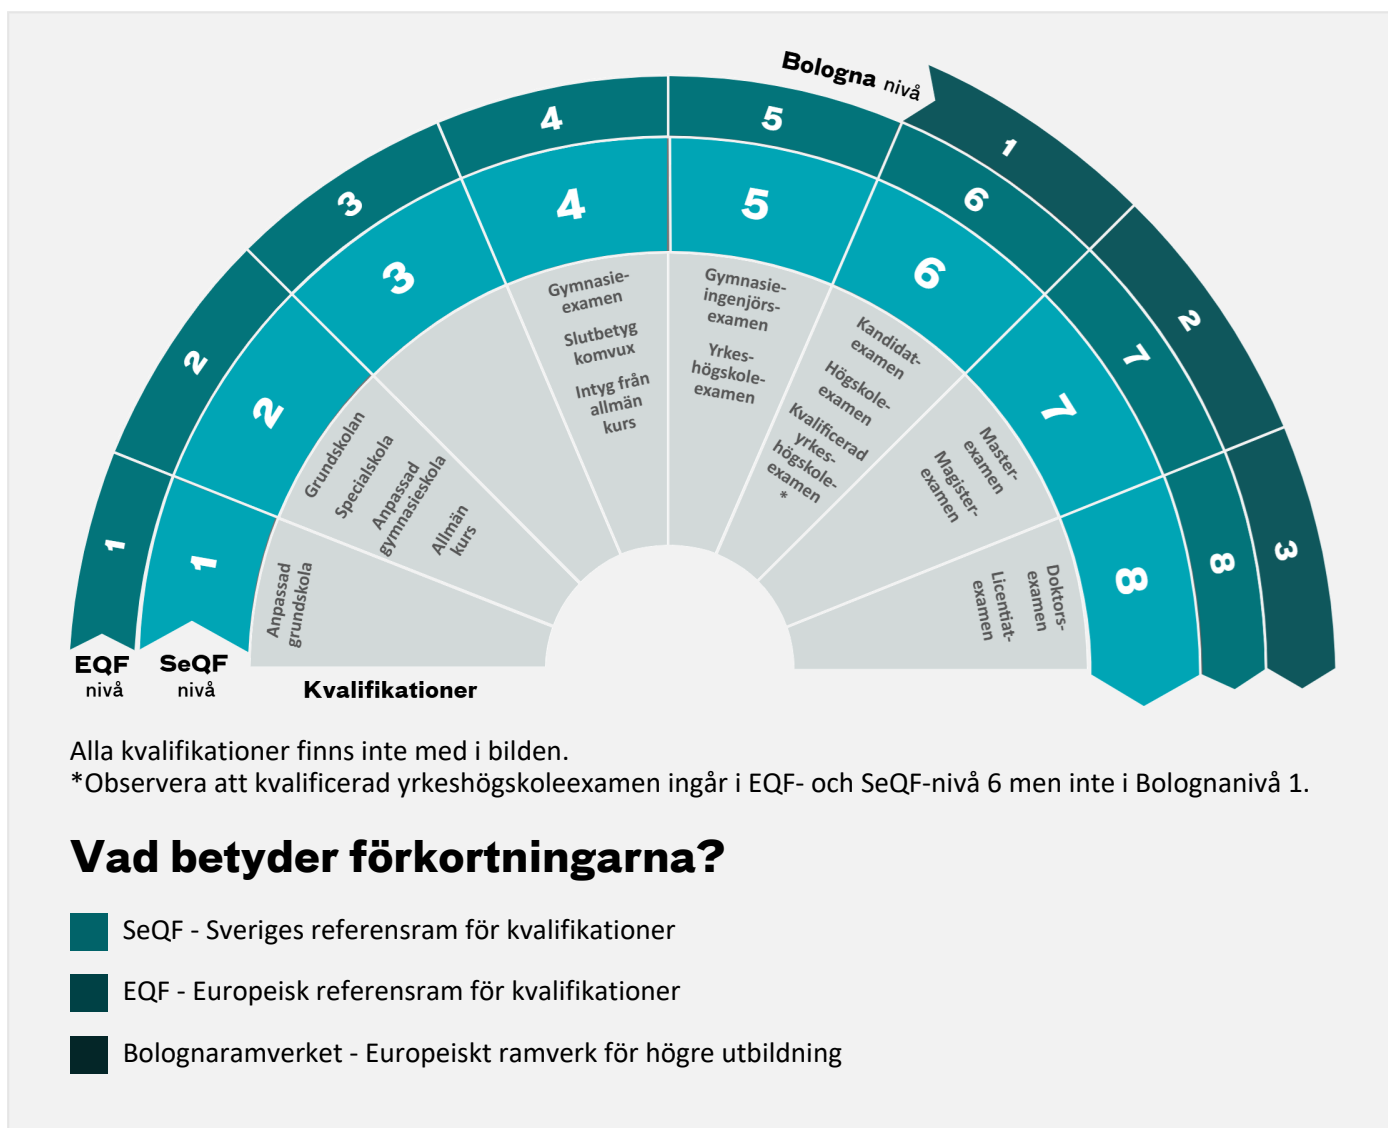 Bologna nivå
1
2
3
1
2
3
4
5
6
7
8
1
2
3
4
5
6
7
8
Anpassad
grundskola
Grundskolan
Specialskola
Anpassad
gymnasieskola
Allmän
kurs
Gymnasie-
examen
Slutbetyg
komvux
Intyg från
allmän
kurs
Gymnasie-
ingenjörs-
examen
Yrkes-
högskole-
examen
Kandidat-
examen
Högskole-
examen
Kvalificerad
yrkes-
högskole-
examen
*
Master-
examen
Magister-
examen
Doktors-
examen
Licentiat-
examen
EQF
nivå
SeQF
nivå
Kvalifikationer
Alla kvalifikationer finns inte med i bilden.
*Observera att kvalificerad yrkeshögskoleexamen ingår i EQF- och SeQF-nivå 6 men inte i Bolognanivå 1.
Vad betyder förkortningarna?
SeQF - Sveriges referensram för kvalifikationer
EQF - Europeisk referensram för kvalifikationer
Bolognaramverket - Europeiskt ramverk för högre utbildning